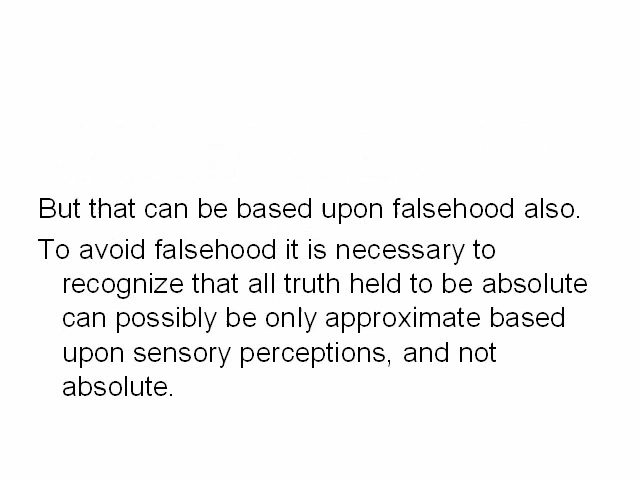 But that can be based upon falsehood also.
To avoid falsehood it is necessary to
recognize that all truth held to be absolute
can possibly be only approximate based
upon sensory perceptions, and not
absolute.